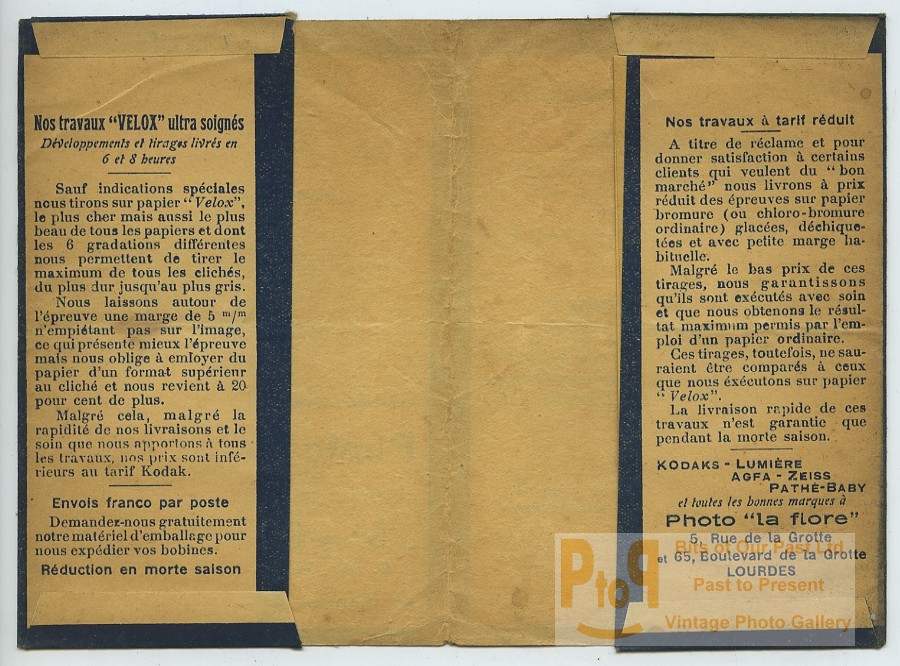 Nos travaux "VELOX" ultra soignés
Développements et tirages livrés en
6 et 8 heures
Sauf indications spéciales
nous tirons sur papier "Velox",
le plus cher mais aussi le plus
beau de tous les papiers et dont
les 6 gradations différentes
nous permettent de tirer le
maximum de tous les clichés,
du plus dur jusqu'au plus gris.
Nous laissons autour de
l'épreuve une marge de 5 m/m
n'empiétant pas sur l'image,
ce qui présente mieux l'épreuve
mais nous oblige à emloyer du
papier d'un format supérieur
au cliché et nous revient à 20
pour cent de plus.
Malgré cela, malgré la
rapidité de nos livraisons et le
soin que nous apportons à tous
les travaux, nos prix sont infé-
rieurs au tarif Kodak.
Envois franco par poste
Demandez-nous gratuitement
notre matériel d'emballage pour
nous expédier vos bobines.
Réduction en morte saison
Nos travaux à tarif réduit
A titre de réclame et pour
donner satisfaction à certains
clients qui veulent du "bon
marché" nous livrons à prix
réduit des épreuves sur papier
bromure (ou chloro-bromure
ordinaire) glacées, déchique-
tées et avec petite marge ha-
bituelle.
Malgré le bas prix de ces
tirages, nous garantissons
qu'ils sont exécutés avec soin
et que nous obtenons le résul-
tat maximum permis par l'em-
ploi d'un papier ordinaire.
Ces tirages, toutefois, ne sau-
raient être comparés à ceux
que nous éxécutons sur papier
"Velox".
La livraison rapide de ces
travaux n'est garantie que
pendant la morte saison.
KODAKS - LUMIÈRE
AGFA - ZEISS
PATHÉ-BABY
et toutes les bonnes marques à
Photo "la flore"
5, Rue de la Grotte
et 65, Boulevard de la Grotte
LOURDES
PtoP
Bits of Our Past Ltd
Past to Present
Vintage Photo Gallery